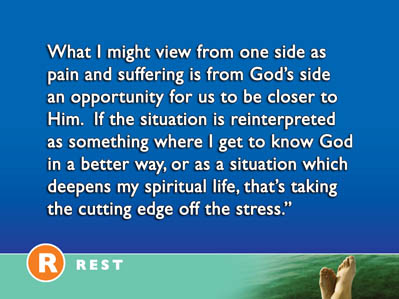 What I might view from one side as
pain and suffering is from God's side
an opportunity for us to be closer to
Him.  If the situation is reinterpreted
as something where I get to know God
in a better way, or as a situation which
deepens my spiritual life, that's taking
the cutting edge off the stress.”
R REST